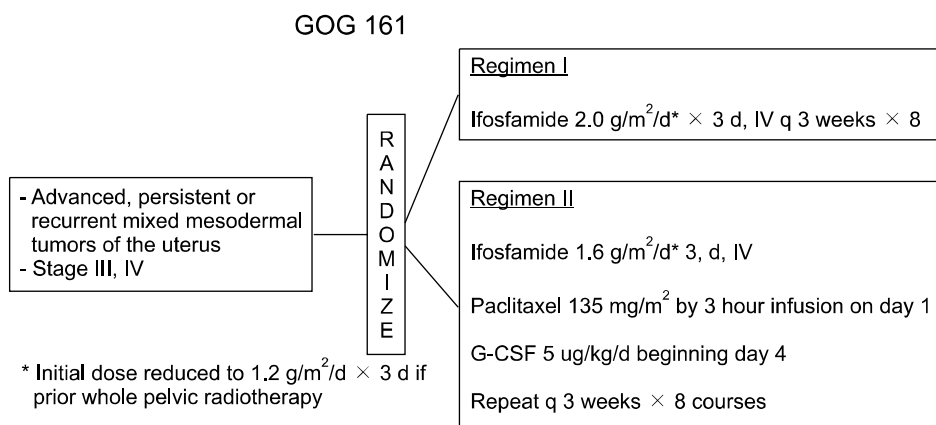 GOG 161
- Advanced, persistent or
recurrent mixed mesodermal
tumors of the uterus
- Stage III, IV
* Initial dose reduced to 1.2 g/m²/d × 3 d if
prior whole pelvic radiotherapy
RANDOMIZE
Regimen I
Ifosfamide 2.0 g/m²/d* × 3 d, IV q 3 weeks × 8
Regimen II
Ifosfamide 1.6 g/m²/d* 3, d, IV
Paclitaxel 135 mg/m² by 3 hour infusion on day 1
G-CSF 5 ug/kg/d beginning day 4
Repeat q 3 weeks × 8 courses